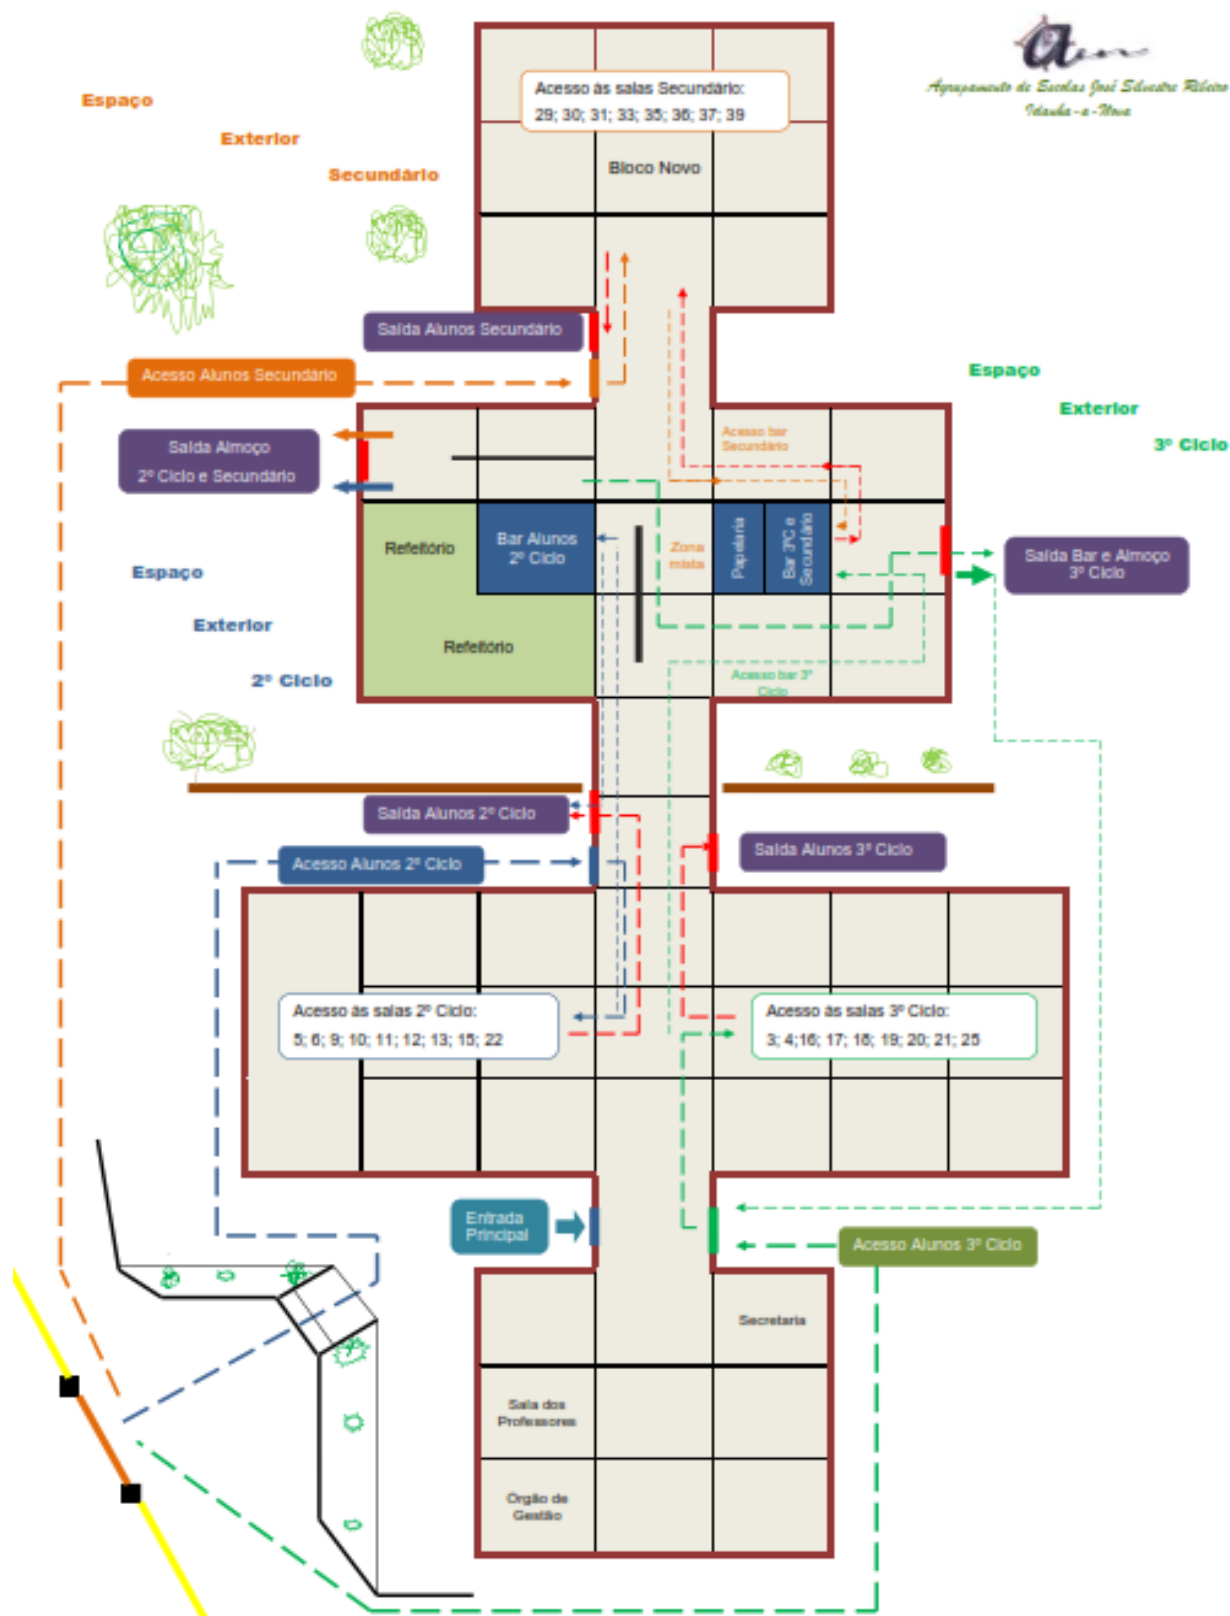 Agrupamento de Escolas José Silvestre Ribeiro
Idanha-a-Nova
Espaço
Exterior
Secundário
Acesso às salas Secundário:
29; 30; 31; 33; 35; 36; 37; 39
Bloco Novo
Saída Alunos Secundário
Acesso Alunos Secundário
Espaço
Exterior
3º Ciclo
Saída Almoço
2º Ciclo e Secundário
Acesso bar
Secundário
Refeitório
Bar Alunos
2º Ciclo
Zona
mista
Papelaria
Bar 3ºC e
Secundário
Saída Bar e Almoço
3º Ciclo
Espaço
Exterior
2º Ciclo
Refeitório
Acesso bar 3º
Ciclo
Saída Alunos 2º Ciclo
Saída Alunos 3º Ciclo
Acesso Alunos 2º Ciclo
Acesso às salas 2º Ciclo:
5; 6; 9; 10; 11; 12; 13; 15; 22
Acesso às salas 3º Ciclo:
3; 4;16; 17; 18; 19; 20; 21; 25
Entrada
Principal
Acesso Alunos 3º Ciclo
Secretaria
Sala dos
Professores
Orgão de
Gestão